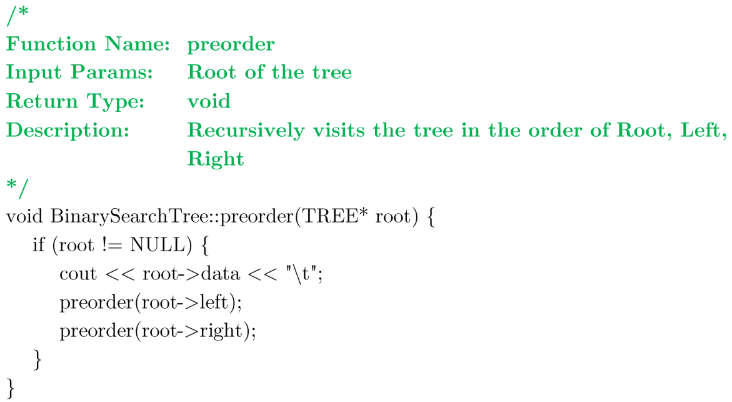 /*
Function Name: preorder
Input Params: Root of the tree
Return Type: void
Description: Recursively visits the tree in the order of Root, Left,
Right
*/
void BinarySearchTree::preorder(TREE* root) {
if (root != NULL) {
cout << root->data << "\t";
preorder(root->left);
preorder(root->right);
}
}